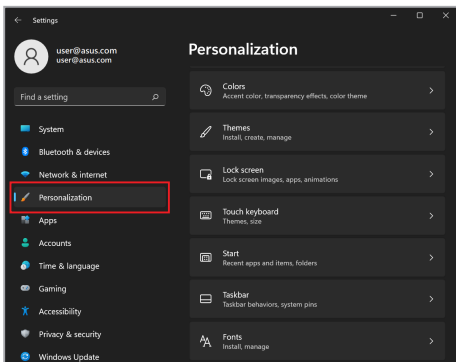 Settings
user@asus.com
user@asus.com
Find a setting
System
Bluetooth & devices
Network & internet
Personalization
Apps
Accounts
Time & language
Gaming
Accessibility
Privacy & security
Windows Update
Personalization
Colors
Accent color, transparency effects, color theme
Themes
Install, create, manage
Lock screen
Lock screen images, apps, animations
Touch keyboard
Themes, size
Start
Recent apps and items, folders
Taskbar
Taskbar behaviors, system pins
Fonts
Install, manage